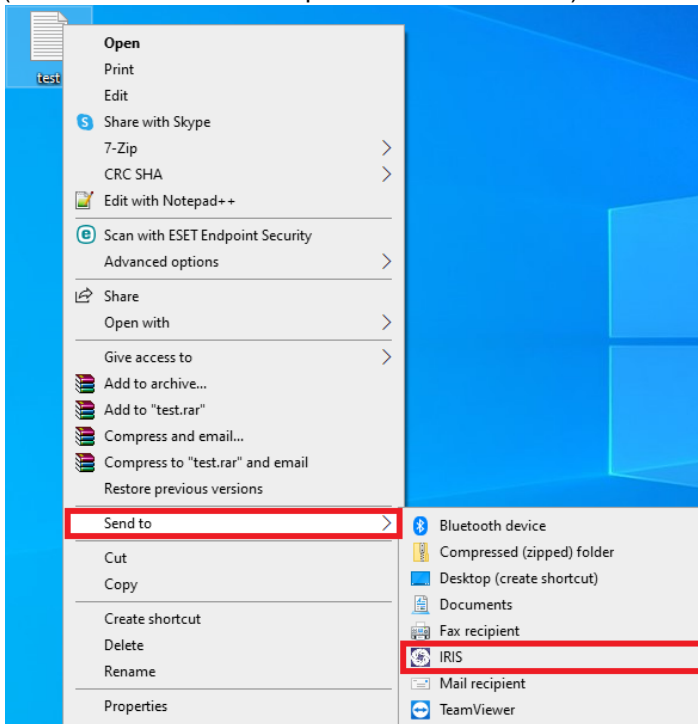 test
Open
Print
Edit
Share with Skype
7-Zip
CRC SHA
Edit with Notepad++
Scan with ESET Endpoint Security
Advanced options
Share
Open with
Give access to
Add to archive...
Add to "test.rar"
Compress and email...
Compress to "test.rar" and email
Restore previous versions
Send to
Cut
Copy
Create shortcut
Delete
Rename
Properties
Bluetooth device
Compressed (zipped) folder
Desktop (create shortcut)
Documents
Fax recipient
IRIS
Mail recipient
TeamViewer